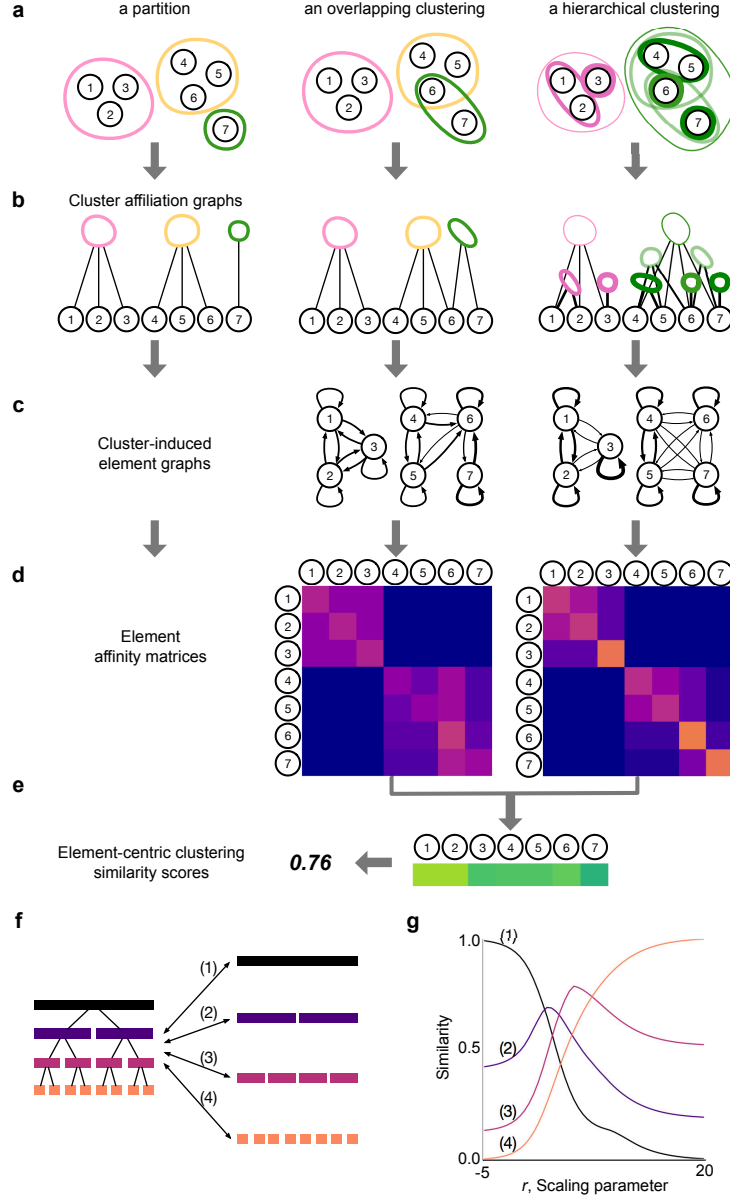 a
a partition
an overlapping clustering
a hierarchical clustering
1 3 2 4 5 6 7
1 3 2 4 5 6 7
1 3 2 4 5 6 7
b
Cluster affiliation graphs
1 2 3 4 5 6 7
1 2 3 4 5 6 7
1 2 3 4 5 6 7
c
Cluster-induced
element graphs
1 4 6
3
2 5 7
1 4 6
3
2 5 7
d
1 2 3 4 5 6 7
1 2 3 4 5 6 7
Element
affinity matrices
1
2
3
4
5
6
7
1
2
3
4
5
6
7
e
Element-centric clustering
similarity scores
0.76
1 2 3 4 5 6 7
f
(1)
(2)
(3)
(4)
g
(1)
1.0
Similarity
0.5
(2)
(3)
(4)
0.0
-5
20
r, Scaling parameter